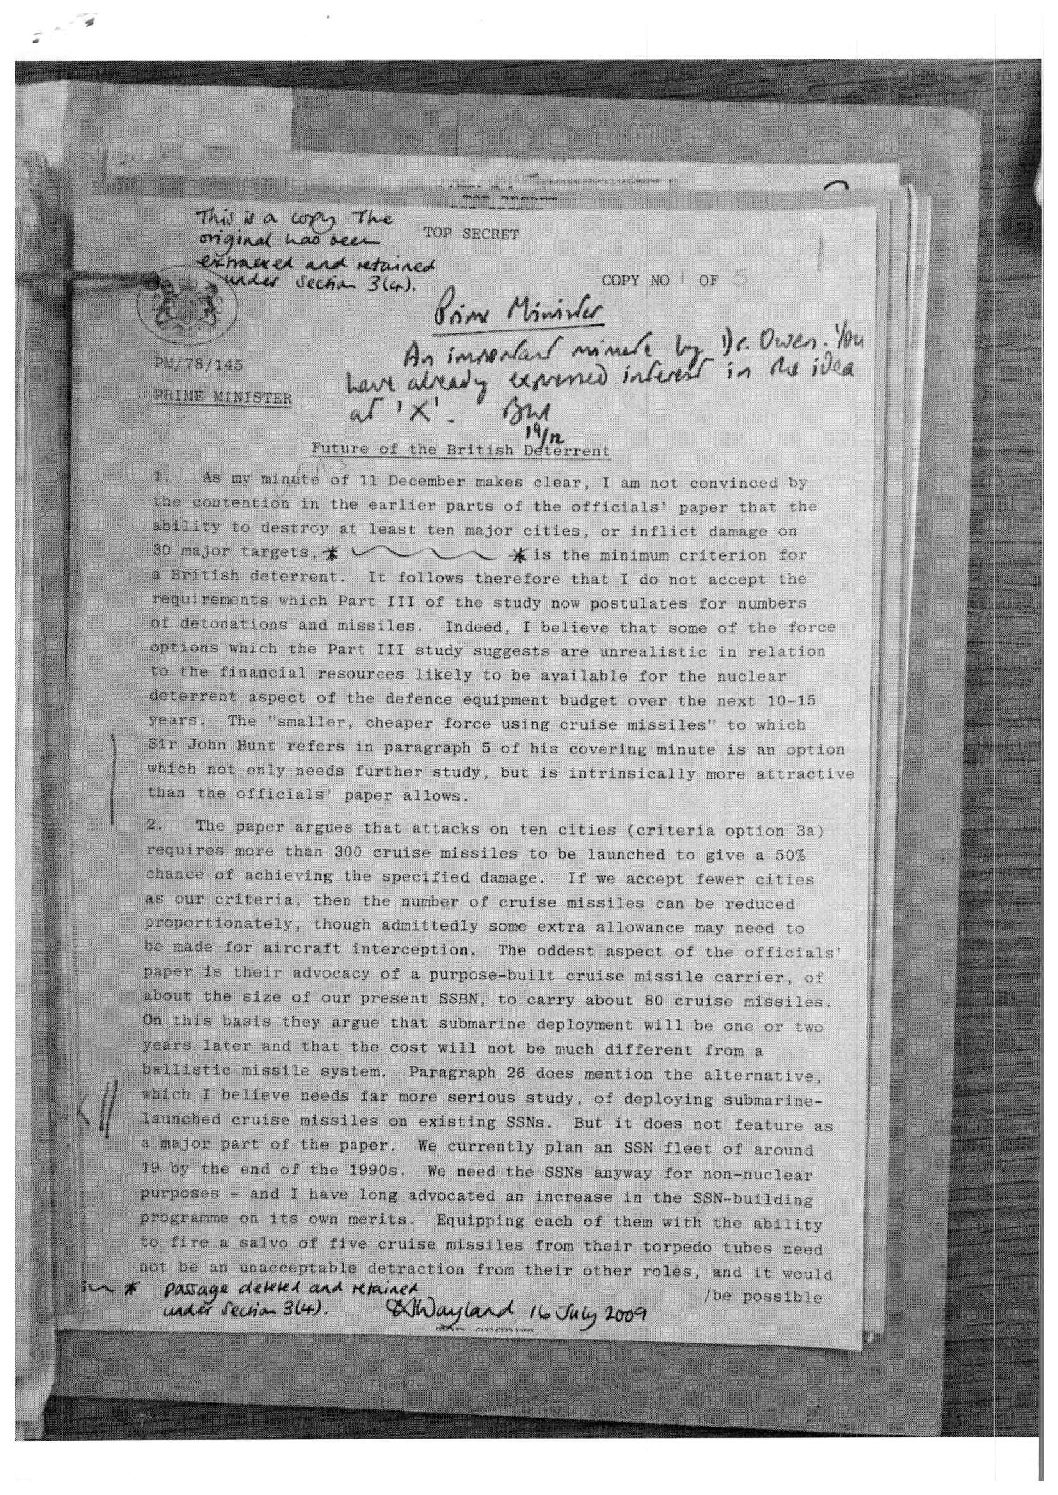 This is a copy The
original has been
extracted and retained
under Section 3(4).
TOP SECRET
COPY NO 1 OF
Prime Minister
An important minute by Dr. Owen. You
have already expressed interest in the idea
at 'X'.
19/12
PM/78/145
PRIME MINISTER
Future of the British Deterrent
1. As my minute of 11 December makes clear, I am not convinced by
the contention in the earlier parts of the officials' paper that the
ability to destroy at least ten major cities, or inflict damage on
30 major targets, * * is the minimum criterion for
a British deterrent. It follows therefore that I do not accept the
requirements which Part III of the study now postulates for numbers
of detonations and missiles. Indeed, I believe that some of the force
options which the Part III study suggests are unrealistic in relation
to the financial resources likely to be available for the nuclear
deterrent aspect of the defence equipment budget over the next 10-15
years. The "smaller, cheaper force using cruise missiles" to which
Sir John Hunt refers in paragraph 5 of his covering minute is an option
which not only needs further study, but is intrinsically more attractive
than the officials' paper allows.
2. The paper argues that attacks on ten cities (criteria option 3a)
requires more than 300 cruise missiles to be launched to give a 50%
chance of achieving the specified damage. If we accept fewer cities
as our criteria, then the number of cruise missiles can be reduced
proportionately, though admittedly some extra allowance may need to
be made for aircraft interception. The oddest aspect of the officials'
paper is their advocacy of a purpose-built cruise missile carrier, of
about the size of our present SSBN, to carry about 80 cruise missiles.
On this basis they argue that submarine deployment will be one or two
years later and that the cost will not be much different from a
ballistic missile system. Paragraph 26 does mention the alternative,
which I believe needs far more serious study, of deploying submarine-
launched cruise missiles on existing SSNs. But it does not feature as
a major part of the paper. We currently plan an SSN fleet of around
19 by the end of the 1990s. We need the SSNs anyway for non-nuclear
purposes - and I have long advocated an increase in the SSN-building
programme on its own merits. Equipping each of them with the ability
to fire a salvo of five cruise missiles from their torpedo tubes need
not be an unacceptable detraction from their other roles, and it would
/be possible
* Passage deleted and retained
under Section 3(4). Wayland 16 July 2009